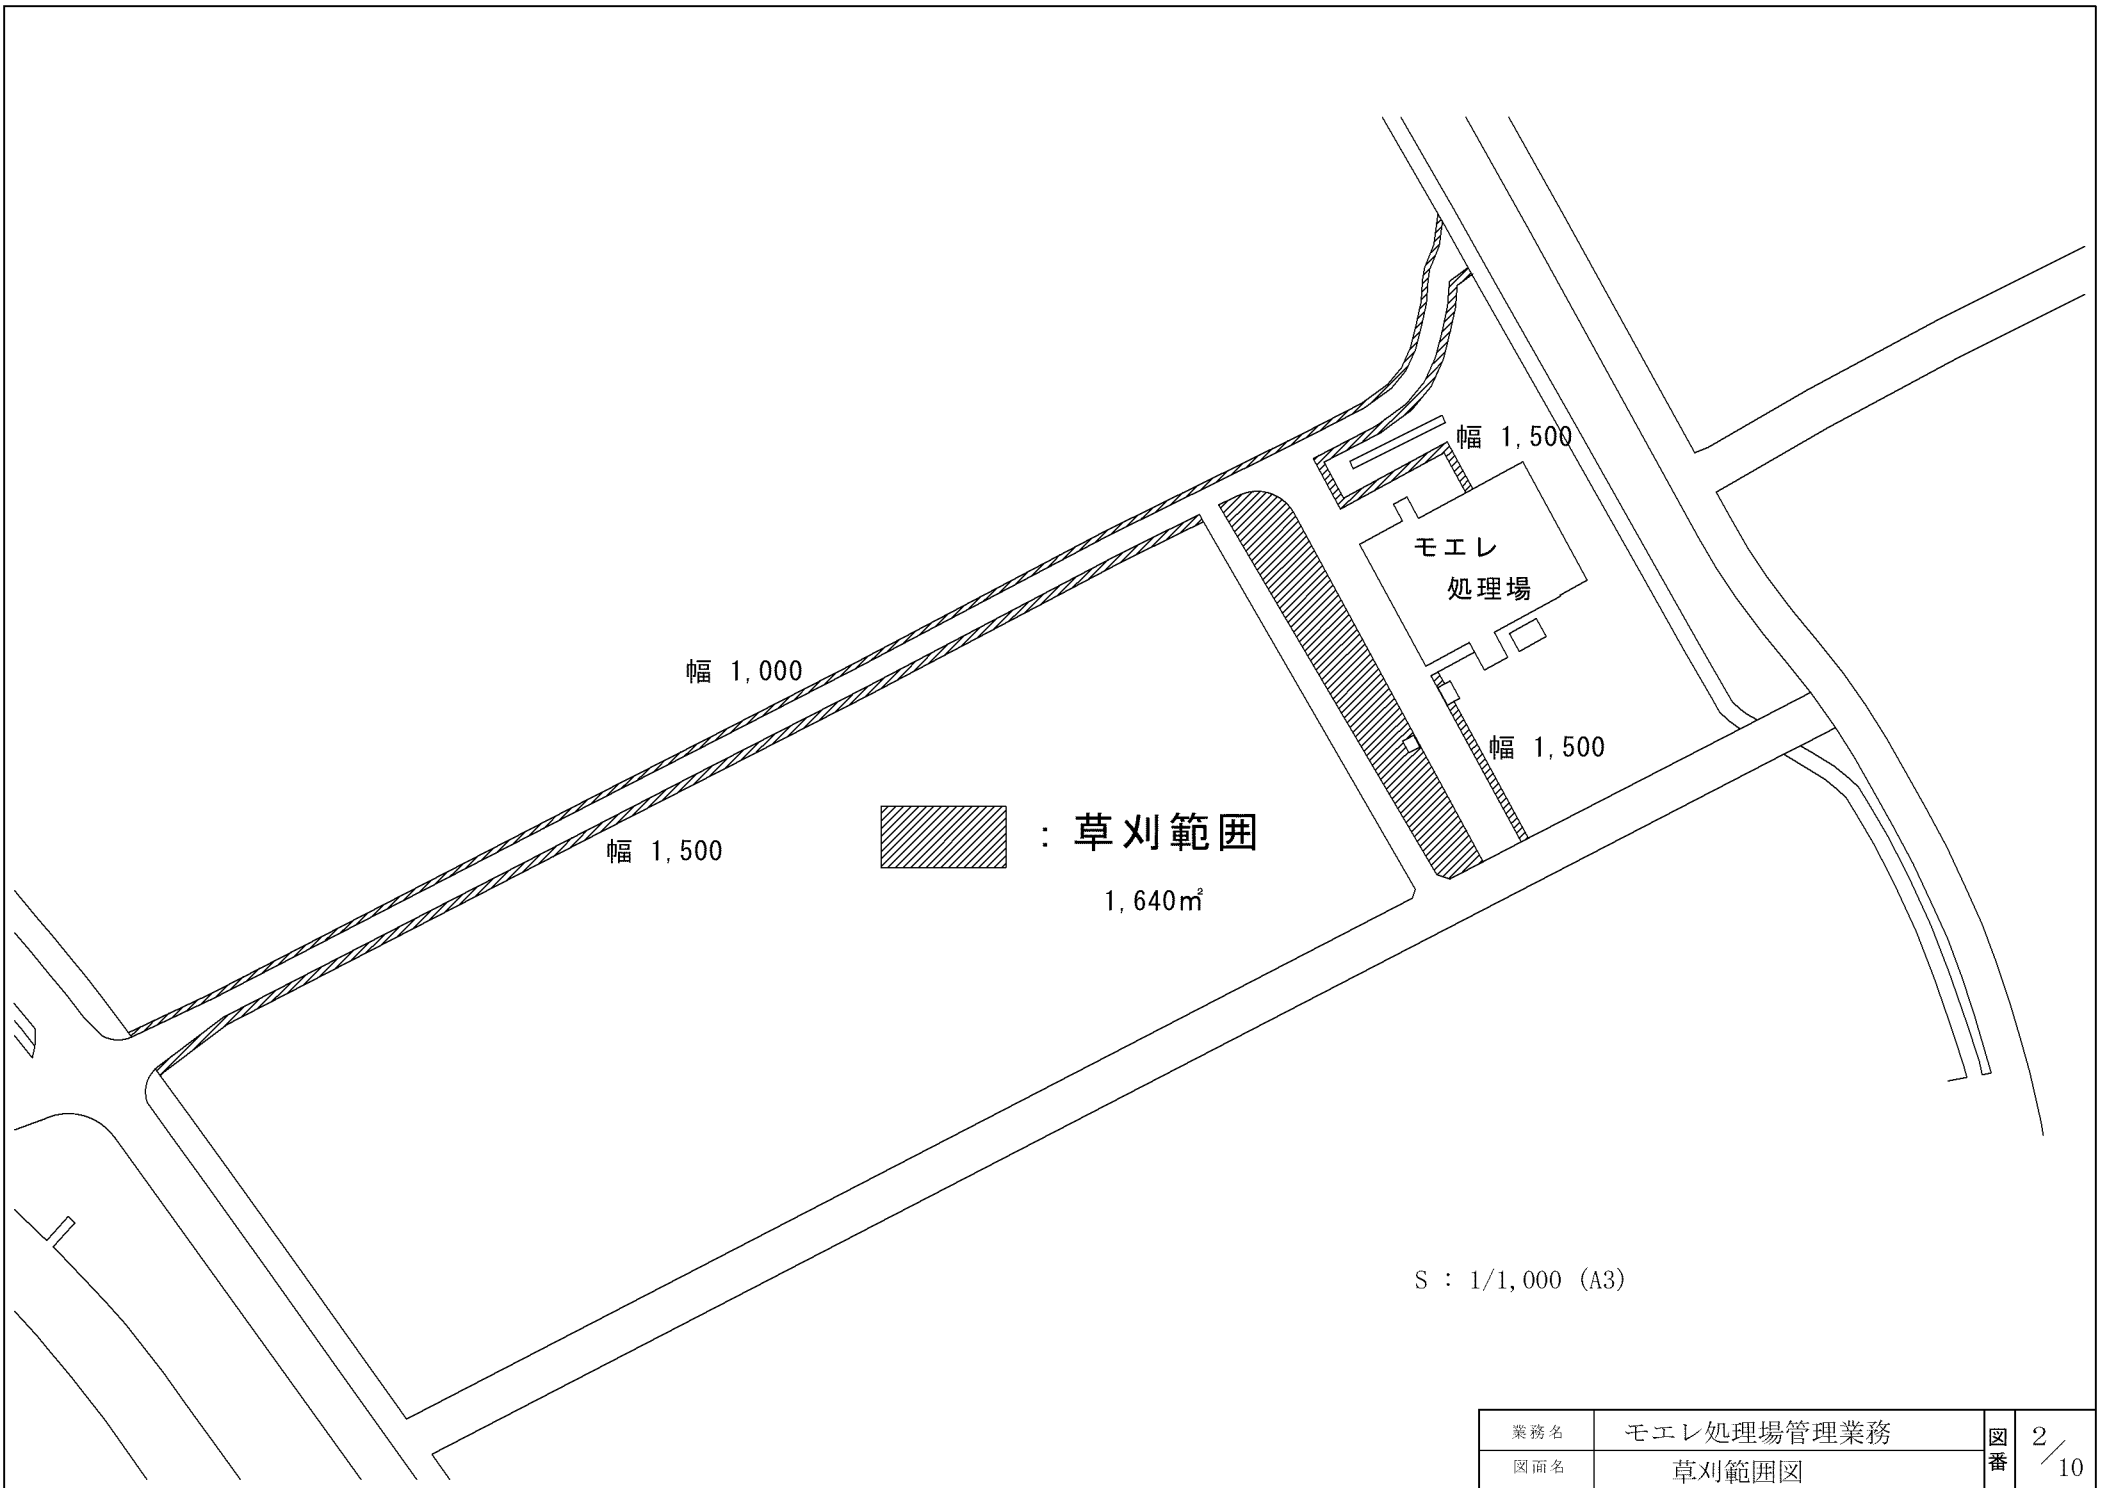 幅 1,500
モエレ
処理場
幅 1,000
幅 1,500
幅 1,500
：草刈範囲
1,640㎡
S : 1/1,000 (A3)
業務名 モエレ処理場管理業務
図面名 草刈範囲図
図番 2/10